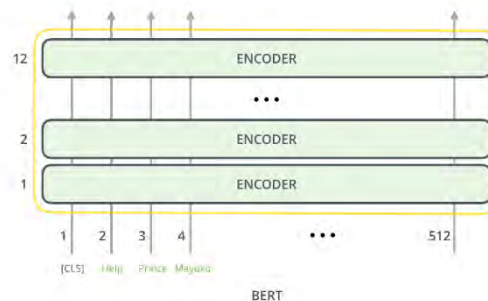 12 ENCODER
...
2 ENCODER
1 ENCODER
1 2 3 4 ... 512
[CLS] Help Prince Mayuko
BERT